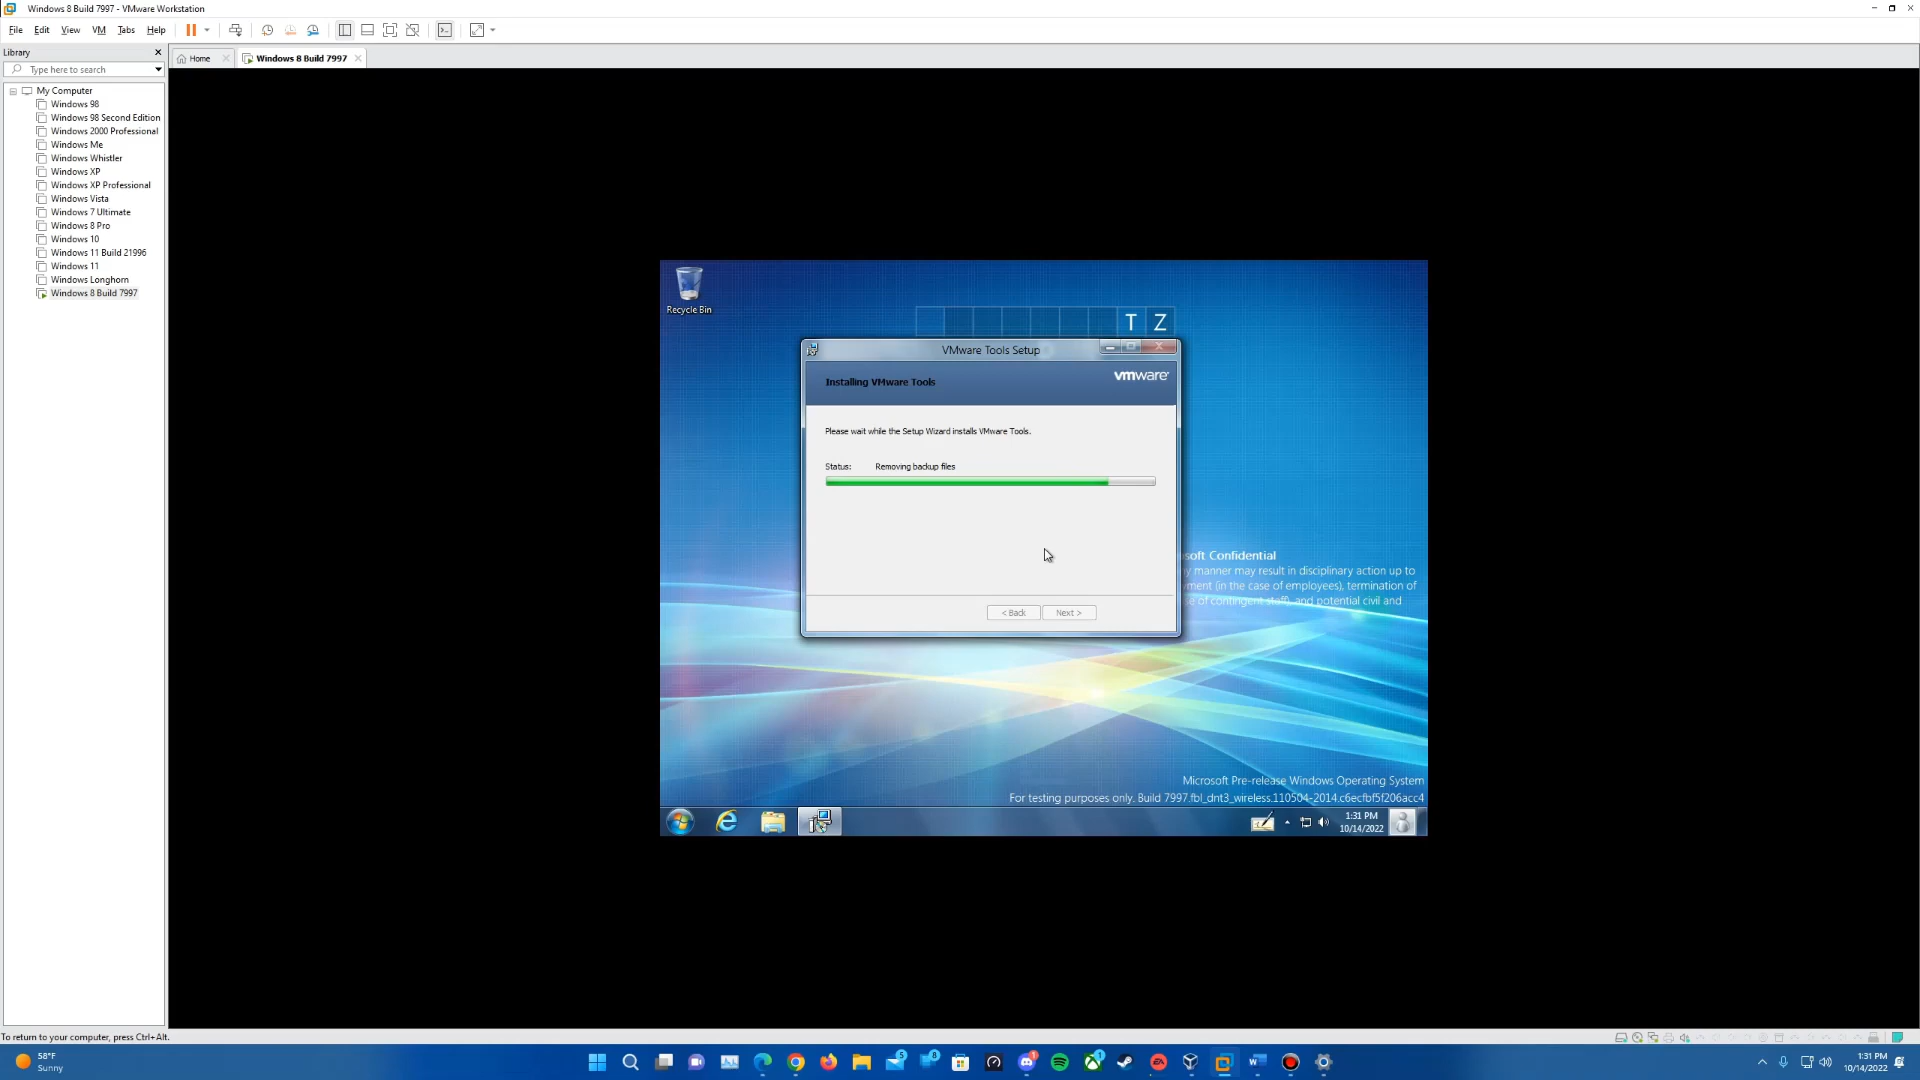 Windows 8 Build 7997 - VMware Workstation
File Edit View VM Tabs Help
Library
Type here to search
Home
Windows 8 Build 7997
My Computer
Windows 98
Windows 98 Second Edition
Windows 2000 Professional
Windows Me
Windows Whistler
Windows XP
Windows XP Professional
Windows Vista
Windows 7 Ultimate
Windows 8 Pro
Windows 10
Windows 11 Build 21996
Windows 11
Windows Longhorn
Windows 8 Build 7997
Recycle Bin
T Z
VMware Tools Setup
Installing VMware Tools
vmware
Please wait while the Setup Wizard installs VMware Tools.
Status: Removing backup files
< Back Next >
soft Confidential
y manner may result in disciplinary action up to
ment (in the case of employees), termination of
e of contingent staff), and potential civil and
Microsoft Pre-release Windows Operating System
For testing purposes only. Build 7997.fbl_dnt3_wireless.110504-2014.c6ecfbf5f206acc4
1:31 PM
10/14/2022
To return to your computer, press Ctrl+Alt.
58°F
Sunny
5
8
1
1
1:31 PM
10/14/2022